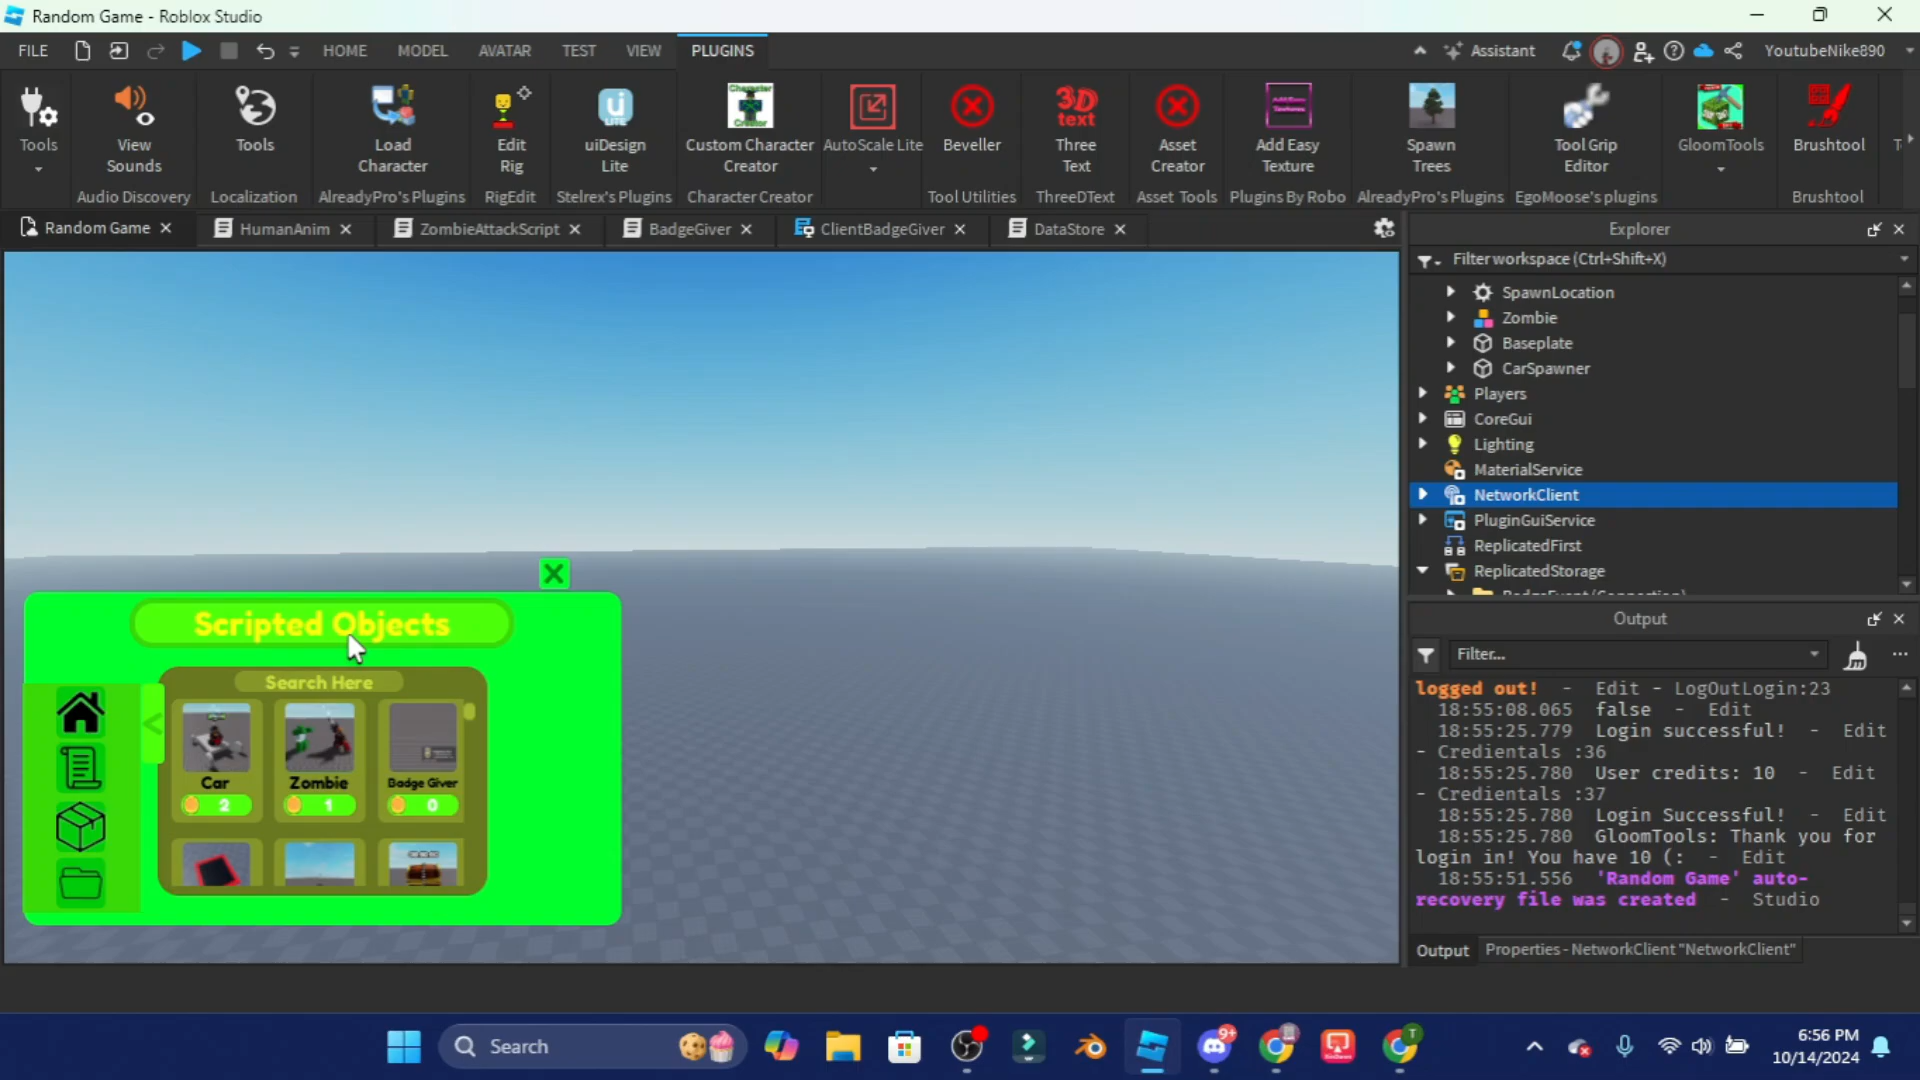 Random Game - Roblox Studio
FILE HOME MODEL AVATAR TEST VIEW PLUGINS Assistant YoutubeNike890
Tools
View Sounds
Audio Discovery
Tools
Localization
Load Character
AlreadyPro's Plugins
Edit Rig
RigEdit
uiDesign Lite
Stelrex's Plugins
Custom Character Creator
Character Creator
AutoScale Lite
Beveller
Tool Utilities
3D text
Three Text
ThreeDText
Asset Creator
Asset Tools
Add Easy Texture
Plugins By Robo
Spawn Trees
AlreadyPro's Plugins
Tool Grip Editor
EgoMoose's plugins
GloomTools
Brushtool
Brushtool
Random Game HumanAnim ZombieAttackScript BadgeGiver ClientBadgeGiver DataStore
Explorer
Filter workspace (Ctrl+Shift+X)
SpawnLocation
Zombie
Baseplate
CarSpawner
Players
CoreGui
Lighting
MaterialService
NetworkClient
PluginGuiService
ReplicatedFirst
ReplicatedStorage
Scripted Objects
Search Here
Car Zombie Badge Giver
2 1 0
Output
Filter...
logged out! - Edit - LogOutLogin:23
18:55:08.065 false - Edit
18:55:25.779 Login successful! - Edit
- Credientals :36
18:55:25.780 User credits: 10 - Edit
- Credientals :37
18:55:25.780 Login Successful! - Edit
18:55:25.780 GloomTools: Thank you for
login in! You have 10 (: - Edit
18:55:51.556 'Random Game' auto-
recovery file was created - Studio
Output Properties - NetworkClient "NetworkClient"
Search
9+
T
6:56 PM
10/14/2024